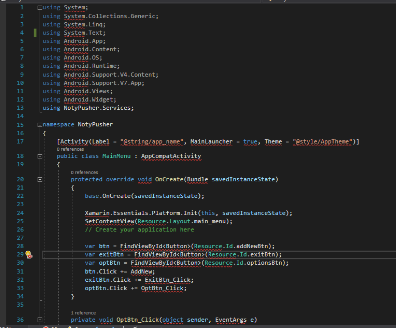 using System;
using System.Collections.Generic;
using System.Linq;
using System.Text;
using Android.App;
using Android.Content;
using Android.OS;
using Android.Runtime;
using Android.Support.V4.Content;
using Android.Support.V7.App;
using Android.Views;
using Android.Widget;
using NotyPusher.Services;
namespace NotyPusher
{
[Activity(Label = "@string/app_name", MainLauncher = true, Theme = "@style/AppTheme")]
0 references
public class MainMenu : AppCompatActivity
{
0 references
protected override void OnCreate(Bundle savedInstanceState)
{
base.OnCreate(savedInstanceState);
Xamarin.Essentials.Platform.Init(this, savedInstanceState);
SetContentView(Resource.Layout.main_menu);
// Create your application here
var btn = FindViewById<Button>(Resource.Id.addNewBtn);
var exitBtn = FindViewById<Button>(Resource.Id.exitBtn);
var optBtn = FindViewById<Button>(Resource.Id.optionsBtn);
btn.Click += AddNew;
exitBtn.Click += ExitBtn_Click;
optBtn.Click += OptBtn_Click;
}
1 reference
private void OptBtn_Click(object sender, EventArgs e)